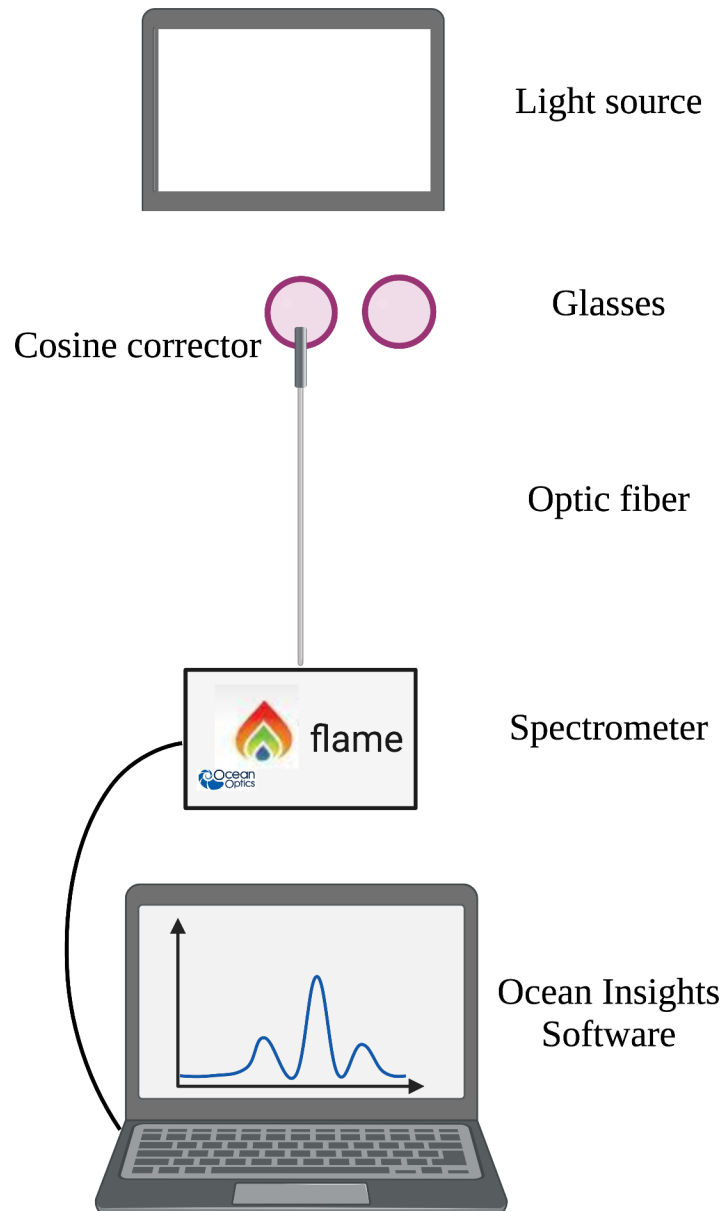 Light source
Glasses
Cosine corrector
Optic fiber
flame
Spectrometer
Ocean
Optics
Ocean Insights
Software